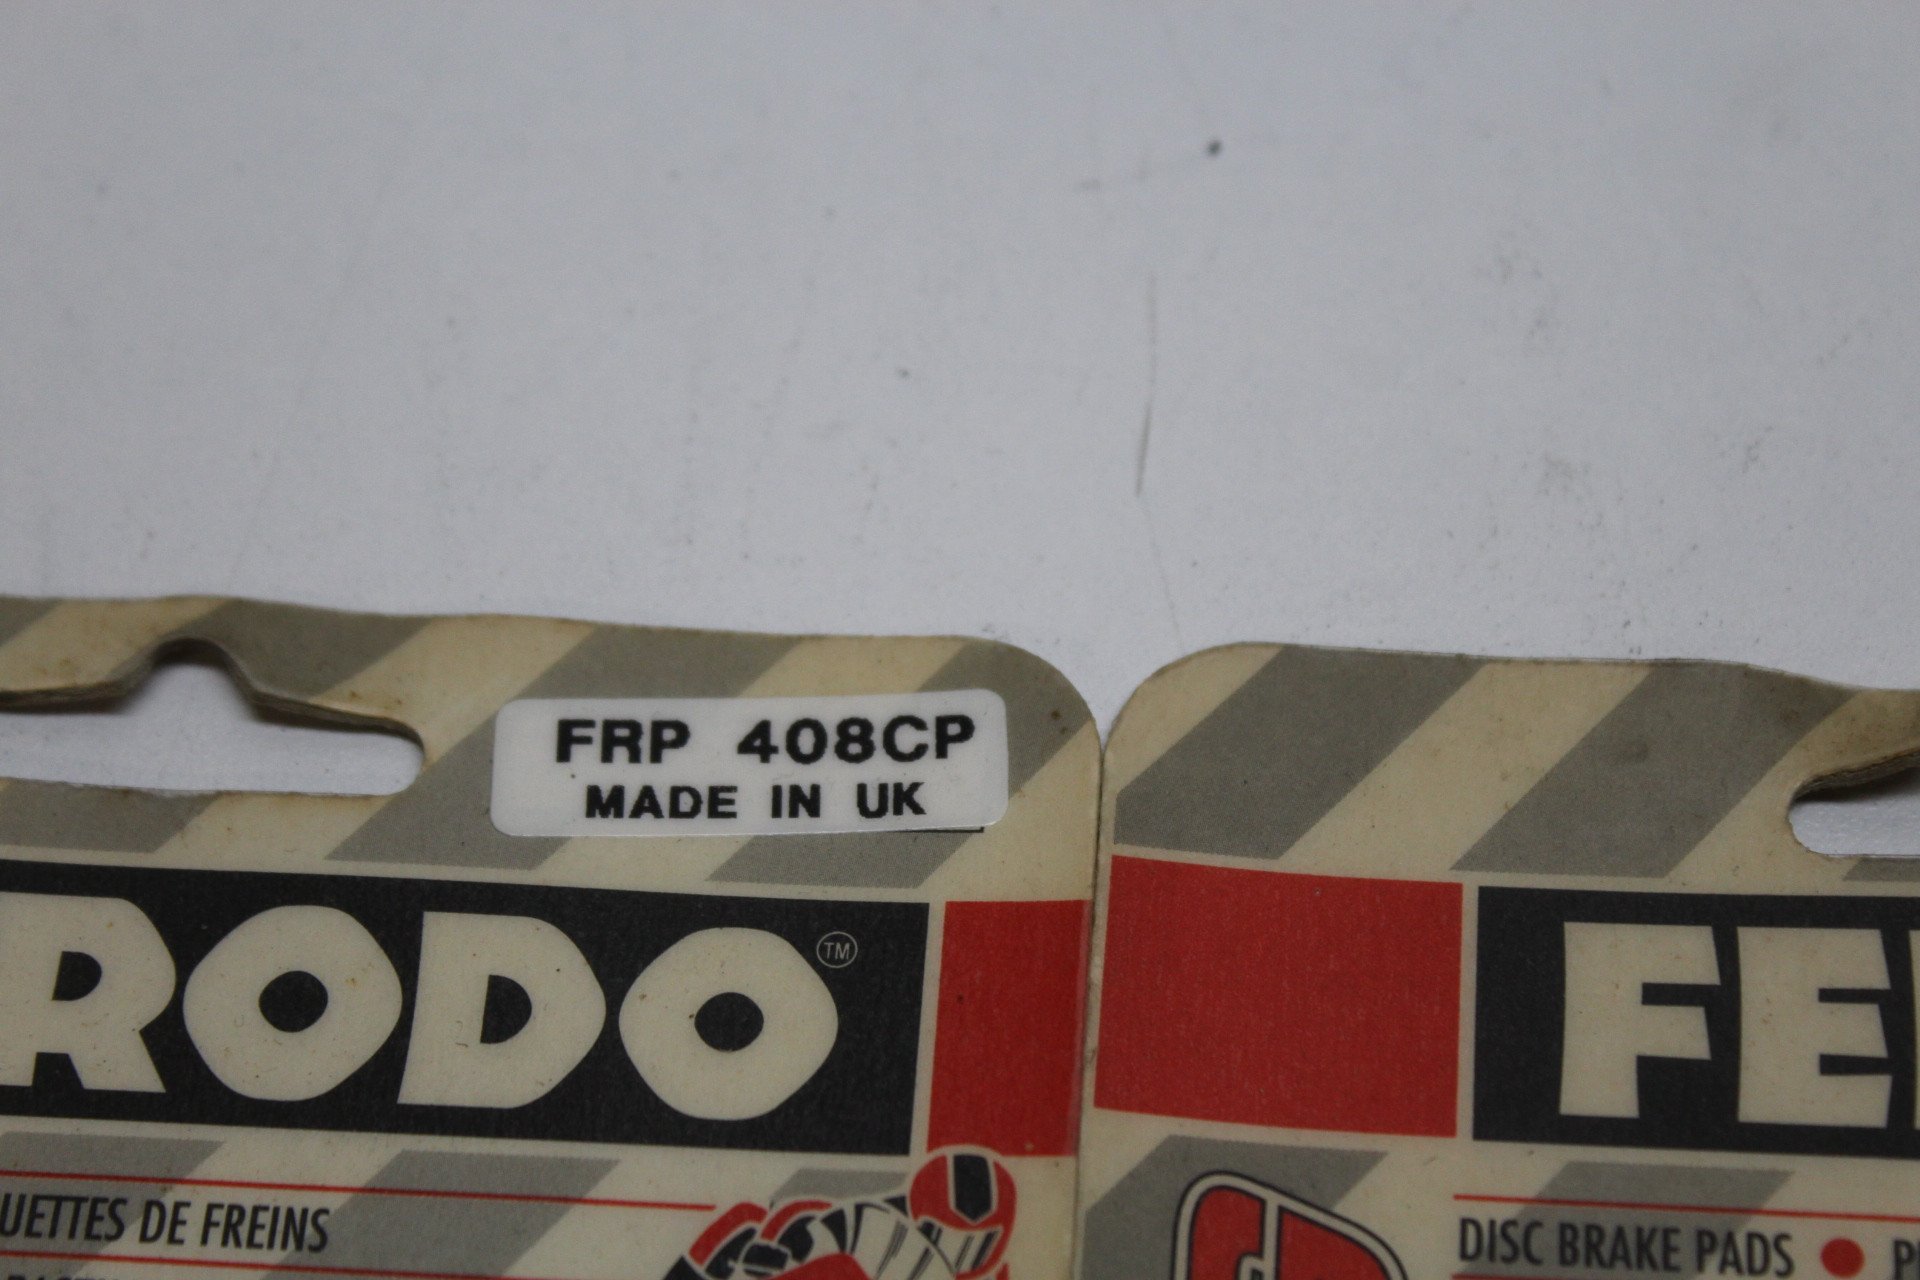 FRP 408CP
MADE IN UK
RODO TM
UETTES DE FREINS
FE
DISC BRAKE PADS ● P